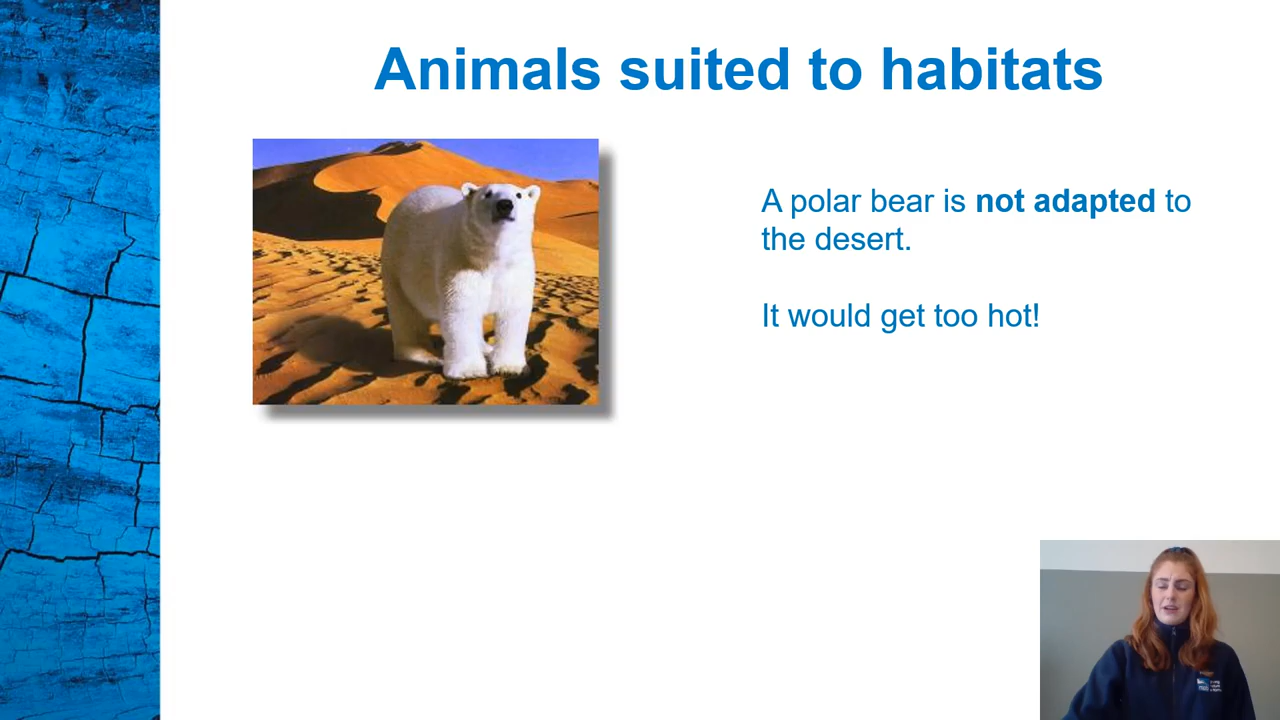 Animals suited to habitats
A polar bear is not adapted to
the desert.
It would get too hot!